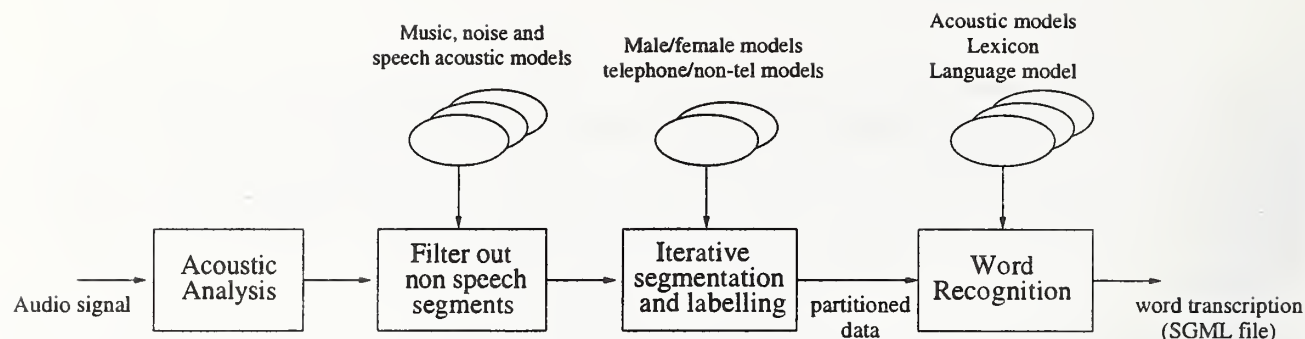 Music, noise and
speech acoustic models
Male/female models
telephone/non-tel models
Acoustic models
Lexicon
Language model
Audio signal
Acoustic
Analysis
Filter out
non speech
segments
Iterative
segmentation
and labelling
partitioned
data
Word
Recognition
word transcription
(SGML file)